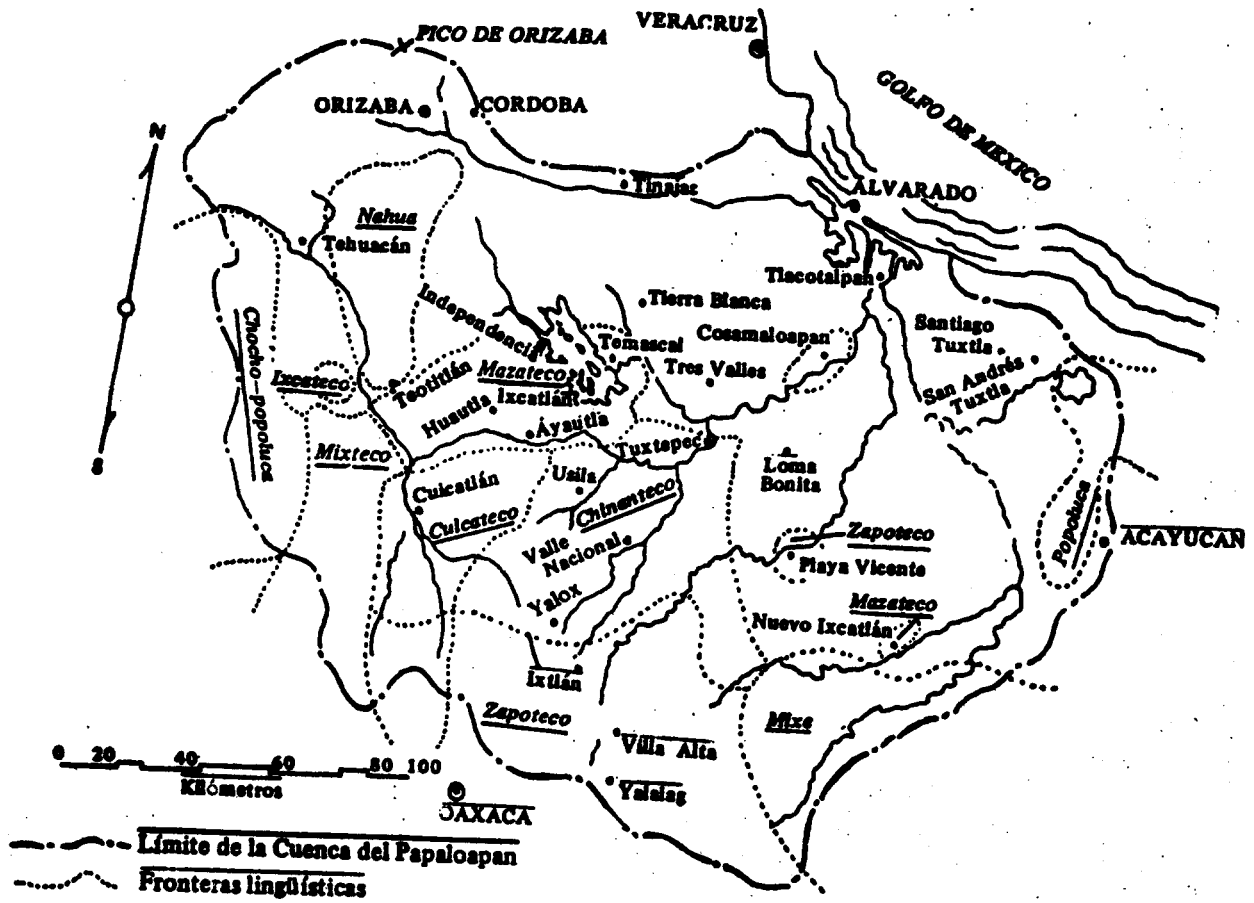 VERACRUZ
PICO DE ORIZABA
GOLFO DE MEXICO
ORIZABA
CORDOBA
N
Tinajas
ALVARADO
Nahua
Tehuacán
Tlacotalpan
Independencia
Tierra Blanca
Cosamaloapan
Santiago
Tuxtla
Chocho-popoluca
Temascal
Ixcateco
Teotitlán
Mazateco
Tres Valles
San Andrés
Tuxtla
Huautla
Ixcatlán
Ayautla
Tuxtepec
S
Mixteco
Loma
Bonita
Cuicatlán
Usila
Chinanteco
Cuicateco
Popoluca
Valle
Nacional
Zapoteco
ACAYUCAN
Playa Vicente
Yalox
Mazateco
Nuevo Ixcatlán
Ixtlán
Zapoteco
Mixe
Villa Alta
0 20 40 60 80 100
Kilómetros
Yalalag
OAXACA
Límite de la Cuenca del Papaloapan
Fronteras lingüísticas